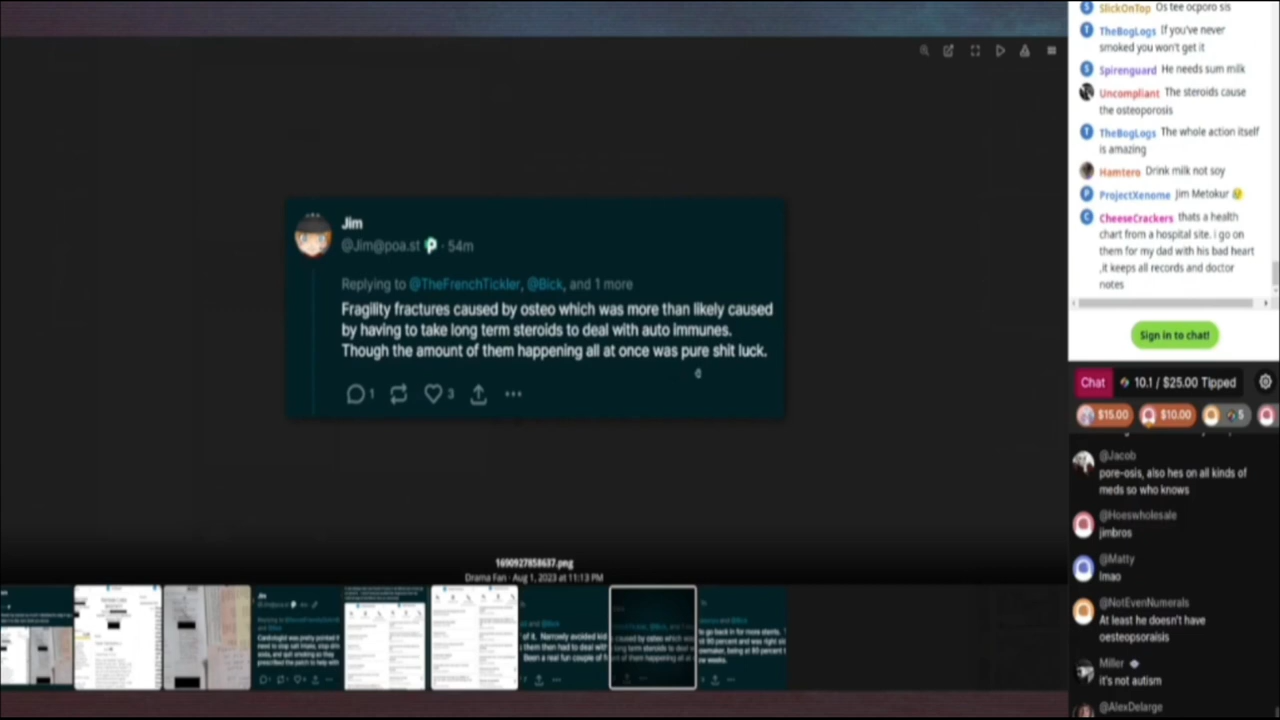 Jim
@Jim@poa.st · 54m
Replying to @TheFrenchTickler, @Bick, and 1 more
Fragility fractures caused by osteo which was more than likely caused
by having to take long term steroids to deal with auto immunes.
Though the amount of them happening all at once was pure shit luck.
1 3
1690927858637.png
Drama Fan · Aug 1, 2023 at 11:13 PM
SlickOnTop Os tee ocporo sis
TheBogLogs If you've never
smoked you won't get it
Spirenguard He needs sum milk
Uncompliant The steroids cause
the osteoporosis
TheBogLogs The whole action itself
is amazing
Hamtero Drink milk not soy
ProjectXenome Jim Metokur 😢
CheeseCrackers thats a health
chart from a hospital site. i go on
them for my dad with his bad heart
,it keeps all records and doctor
notes
Sign in to chat!
Chat 10.1 / $25.00 Tipped
$15.00 $10.00 5
@Jacob
pore-osis, also hes on all kinds of
meds so who knows
@Hoeswholesale
jimbros
@Matty
lmao
@NotEvenNumerals
At least he doesn't have
osteopsoraisis
Miller
it's not autism
@AlexDelarge